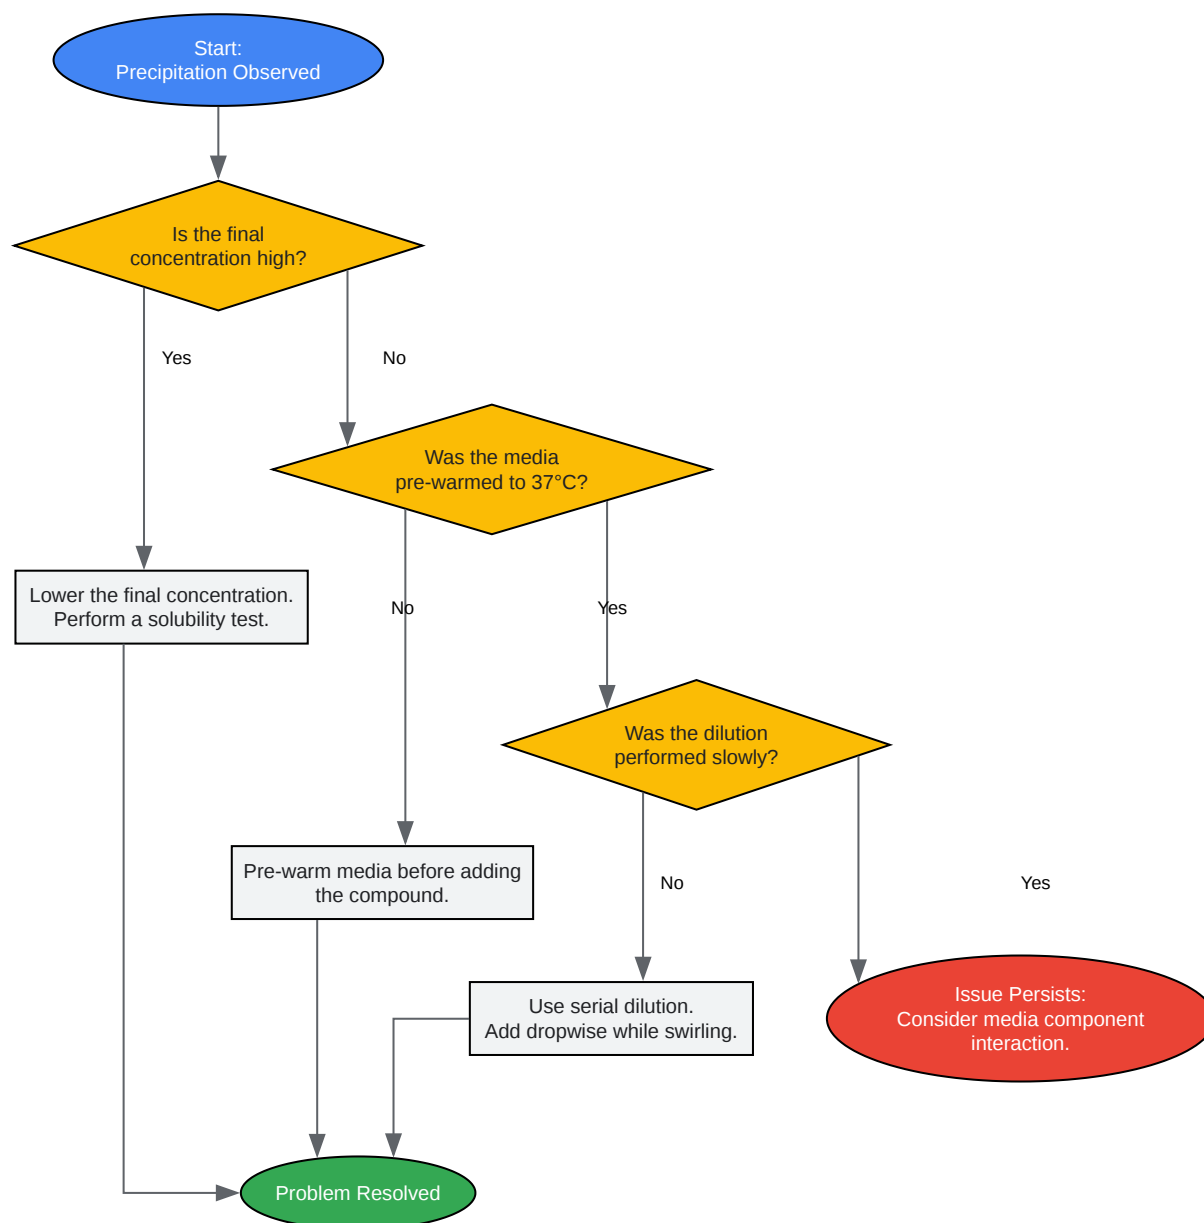 Start:
Precipitation Observed
Is the final
concentration high?
Yes
No
Was the media
pre-warmed to 37°C?
Lower the final concentration.
Perform a solubility test.
No
Yes
Was the dilution
performed slowly?
Pre-warm media before adding
the compound.
No
Yes
Use serial dilution.
Add dropwise while swirling.
Issue Persists:
Consider media component
interaction.
Problem Resolved